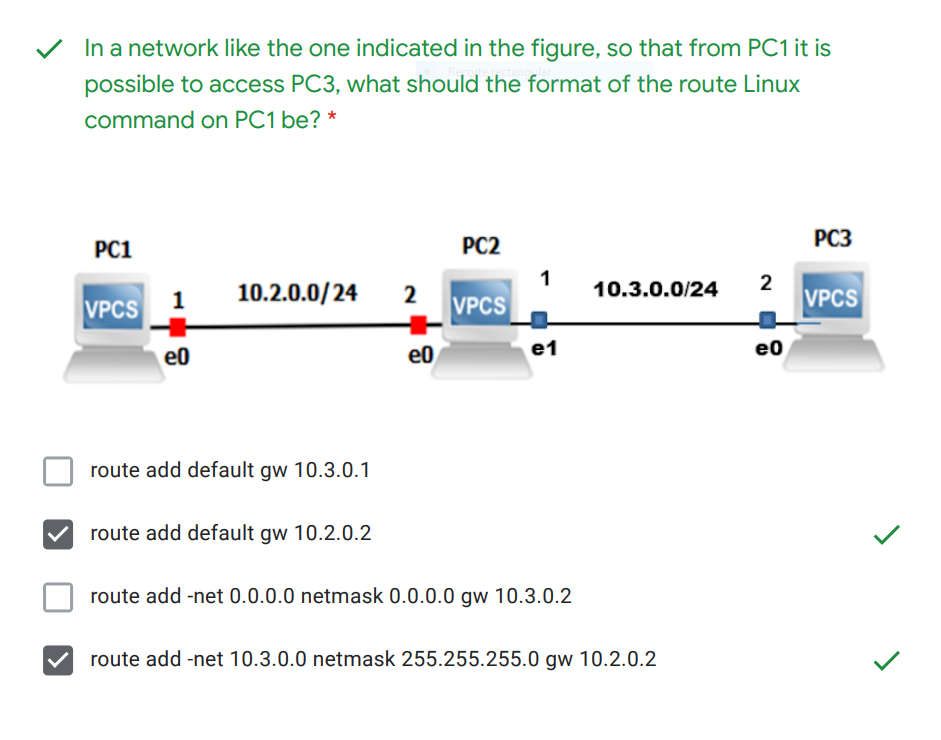 In a network like the one indicated in the figure, so that from PC1 it is
possible to access PC3, what should the format of the route Linux
command on PC1 be? *
PC1
PC2
PC3
VPCS
1
10.2.0.0/24
2
VPCS
1
10.3.0.0/24
2
VPCS
e0
e0
e1
e0
route add default gw 10.3.0.1
route add default gw 10.2.0.2
route add -net 0.0.0.0 netmask 0.0.0.0 gw 10.3.0.2
route add -net 10.3.0.0 netmask 255.255.255.0 gw 10.2.0.2